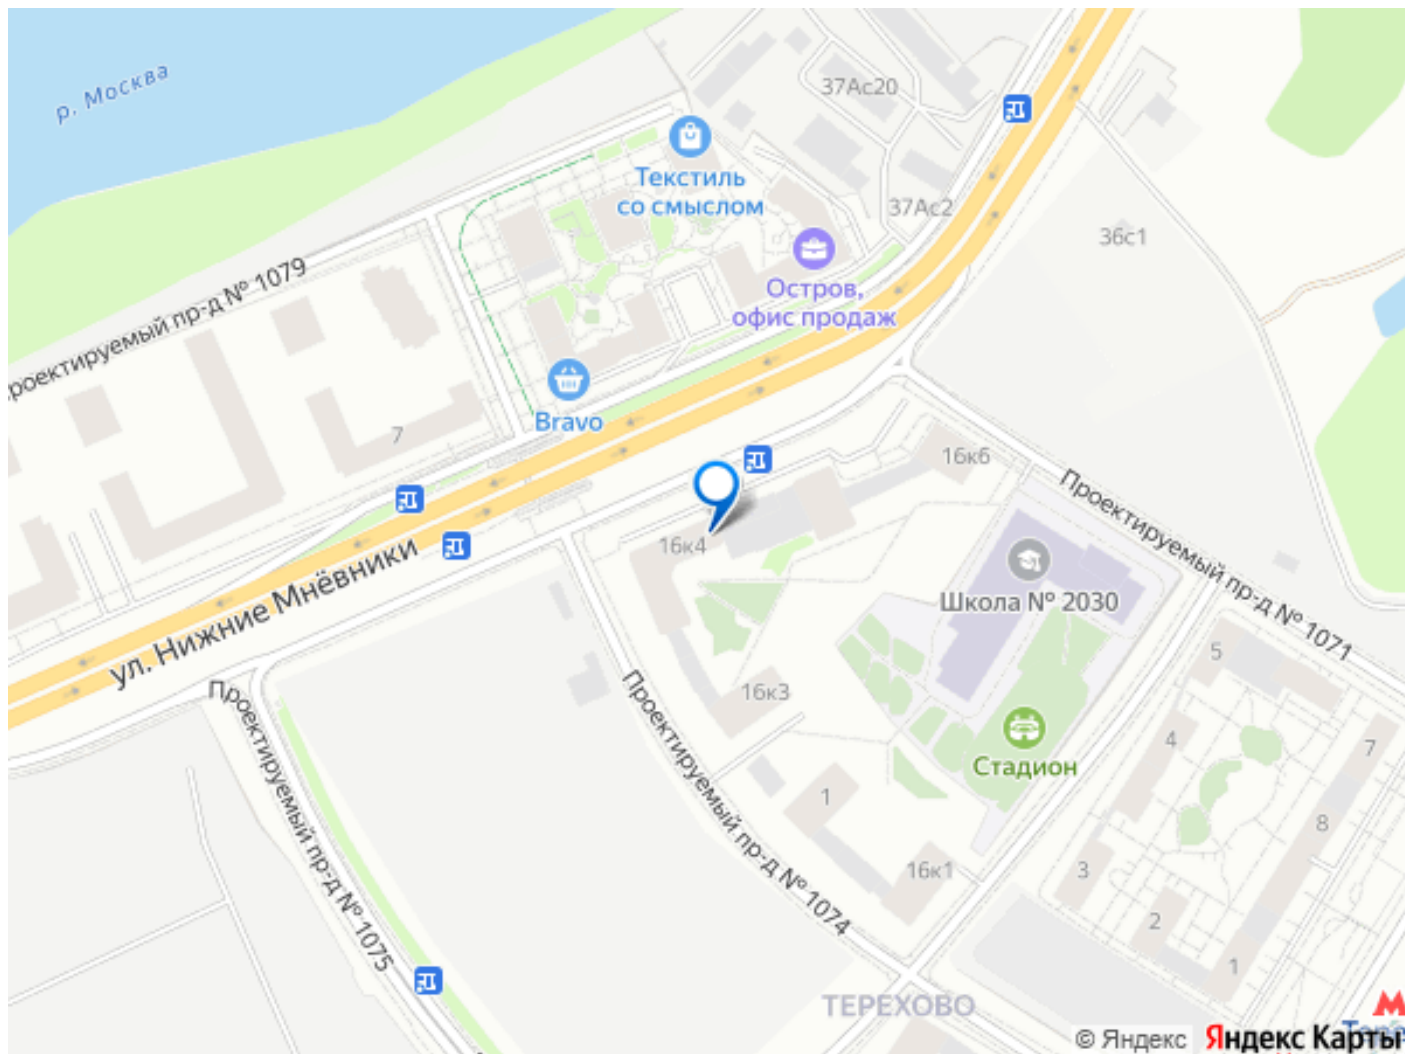 р. Москва
37Ас20
Текстиль
со смыслом
37Ас2
36с1
Остров,
офис продаж
роектируемый пр-д № 1079
Bravo
7
16к6
16к4
ул. Нижние Мнёвники
Проектируемый пр-д № 1071
Школа № 2030
5
16к3
Проектируемый пр-д № 1075
Проектируемый пр-д № 1074
Стадион
4
7
1
8
16к1
3
2
1
ТЕРЕХОВО
© Яндекс
Яндекс Карты